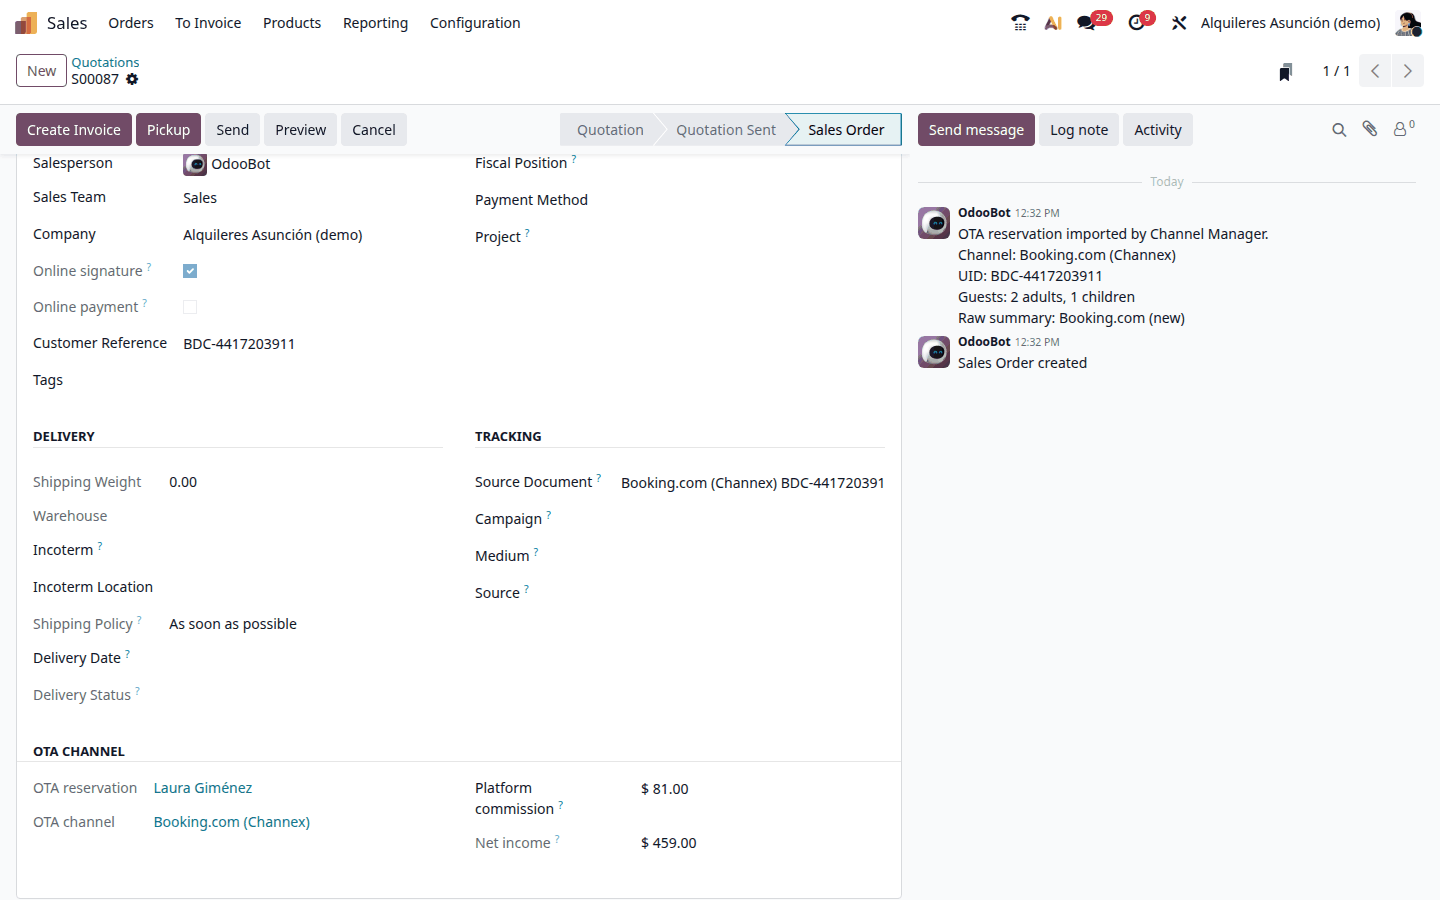 Sales
Orders
To Invoice
Products
Reporting
Configuration
AI
29
9
Alquileres Asunción (demo)
New
Quotations
S00087
1 / 1
Create Invoice
Pickup
Send
Preview
Cancel
Quotation
Quotation Sent
Sales Order
Send message
Log note
Activity
0
Salesperson
OdooBot
Sales Team
Sales
Company
Alquileres Asunción (demo)
Online signature ?
Online payment ?
Customer Reference
BDC-4417203911
Tags
Fiscal Position ?
Payment Method
Project ?
DELIVERY
Shipping Weight
0.00
Warehouse
Incoterm ?
Incoterm Location
Shipping Policy ?
As soon as possible
Delivery Date ?
Delivery Status ?
TRACKING
Source Document ?
Booking.com (Channex) BDC-441720391
Campaign ?
Medium ?
Source ?
OTA CHANNEL
OTA reservation
Laura Giménez
OTA channel
Booking.com (Channex)
Platform
commission ?
$ 81.00
Net income ?
$ 459.00
Today
OdooBot 12:32 PM
OTA reservation imported by Channel Manager.
Channel: Booking.com (Channex)
UID: BDC-4417203911
Guests: 2 adults, 1 children
Raw summary: Booking.com (new)
OdooBot 12:32 PM
Sales Order created